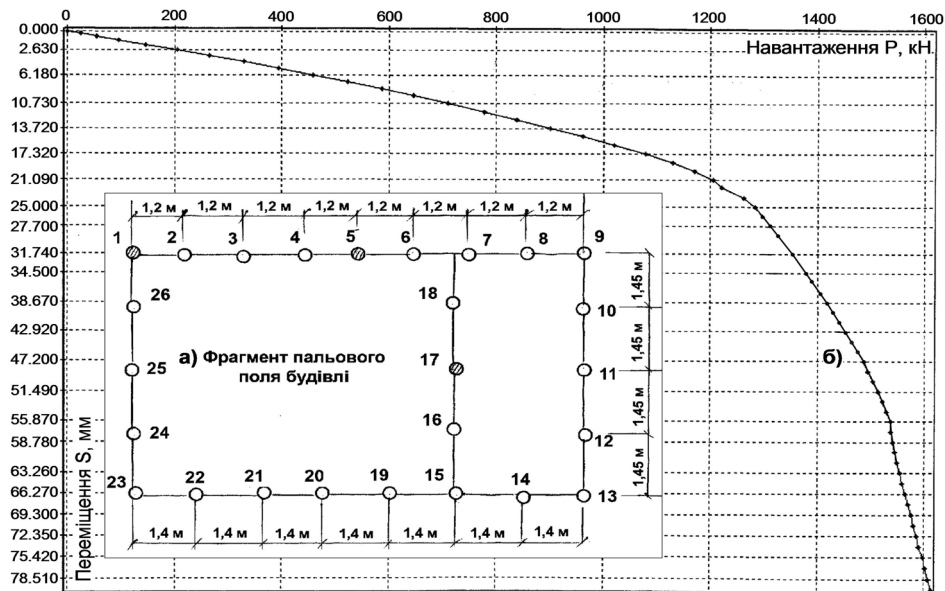 0 200 400 600 800 1000 1200 1400 1600
Навантаження P, кН
0.000
2.630
6.180
10.730
13.720
17.320
21.090
25.000
27.700
31.740
34.500
38.670
42.920
47.200
51.490
55.870
58.780
63.260
66.270
69.300
72.350
75.420
78.510
Переміщення S, мм
1,2 м 1,2 м 1,2 м 1,2 м 1,2 м 1,2 м 1,2 м 1,2 м
1 2 3 4 5 6 7 8 9
26 18 10
25 17 11
24 16 12
23 22 21 20 19 15 14 13
1,45 м
1,45 м
1,45 м
1,45 м
а) Фрагмент пальового
поля будівлі
б)
1,4 м 1,4 м 1,4 м 1,4 м 1,4 м 1,4 м 1,4 м